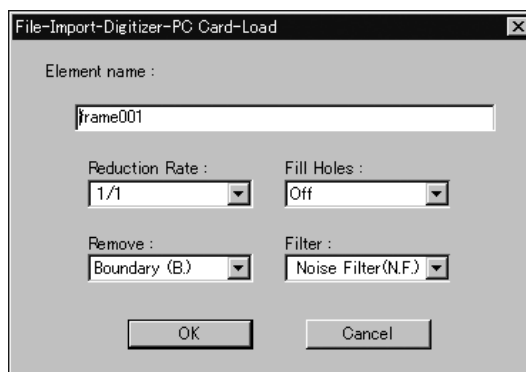 File-Import-Digitizer-PC Card-Load
Element name :
frame001
Reduction Rate : Fill Holes :
1/1 Off
Remove : Filter :
Boundary (B.) Noise Filter(N.F.)
OK Cancel